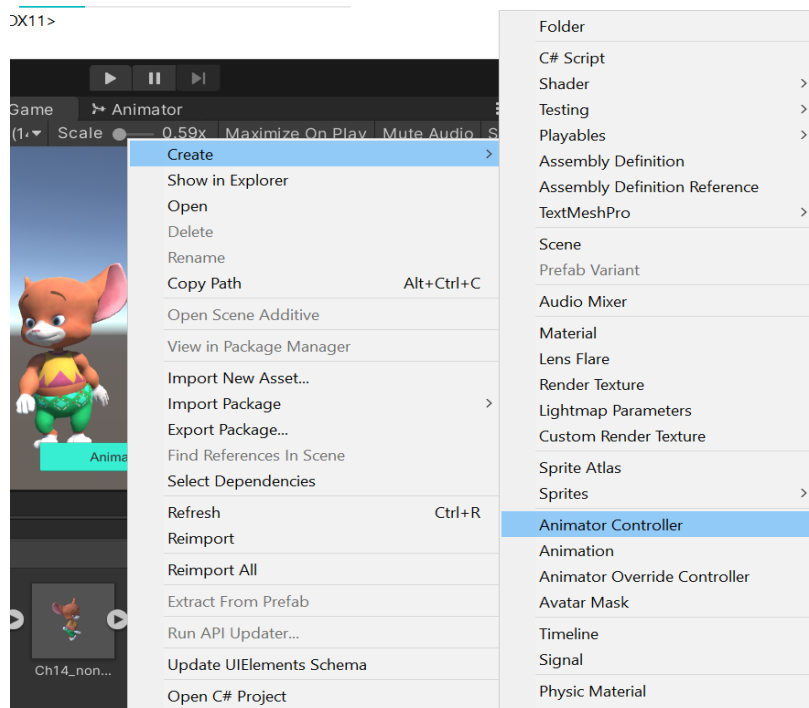 DX11>
Game
Animator
Scale
0.59x
Maximize On Play
Mute Audio
S
Create
Show in Explorer
Open
Delete
Rename
Copy Path
Alt+Ctrl+C
Open Scene Additive
View in Package Manager
Import New Asset...
Import Package
Export Package...
Find References In Scene
Select Dependencies
Refresh
Ctrl+R
Reimport
Reimport All
Extract From Prefab
Run API Updater...
Update UIElements Schema
Open C# Project
Folder
C# Script
Shader
Testing
Playables
Assembly Definition
Assembly Definition Reference
TextMeshPro
Scene
Prefab Variant
Audio Mixer
Material
Lens Flare
Render Texture
Lightmap Parameters
Custom Render Texture
Sprite Atlas
Sprites
Animator Controller
Animation
Animator Override Controller
Avatar Mask
Timeline
Signal
Physic Material
Anima
Ch14_non...